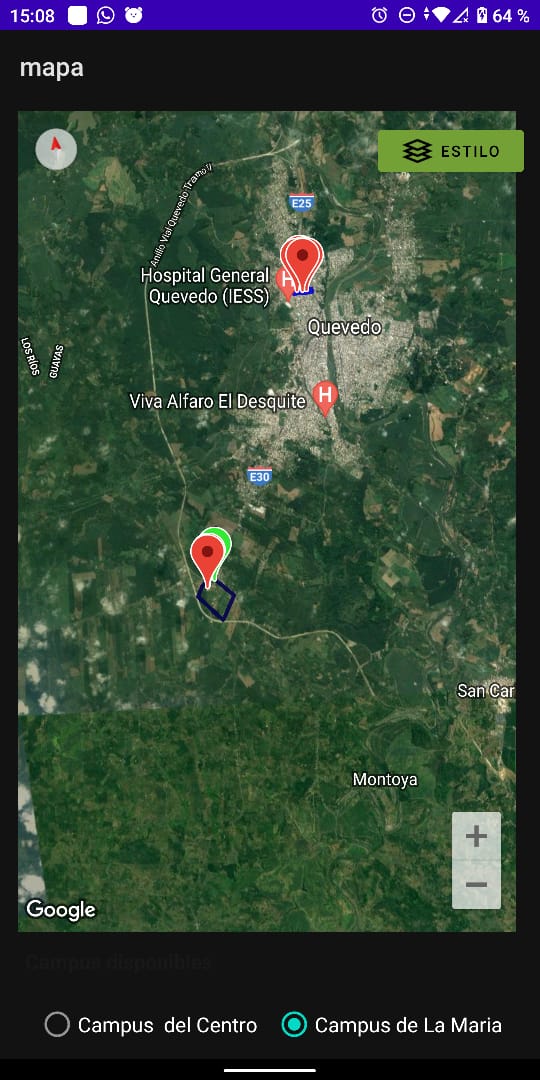 15:08
64 %
mapa
ESTILO
Anillo Vial Quevedo Tramo II
E25
Hospital General
Quevedo (IESS)
Quevedo
LOS RÍOS
GUAYAS
Viva Alfaro El Desquite
E30
San Car
Montoya
+
−
Google
Campus disponibles
Campus  del Centro
Campus de La Maria